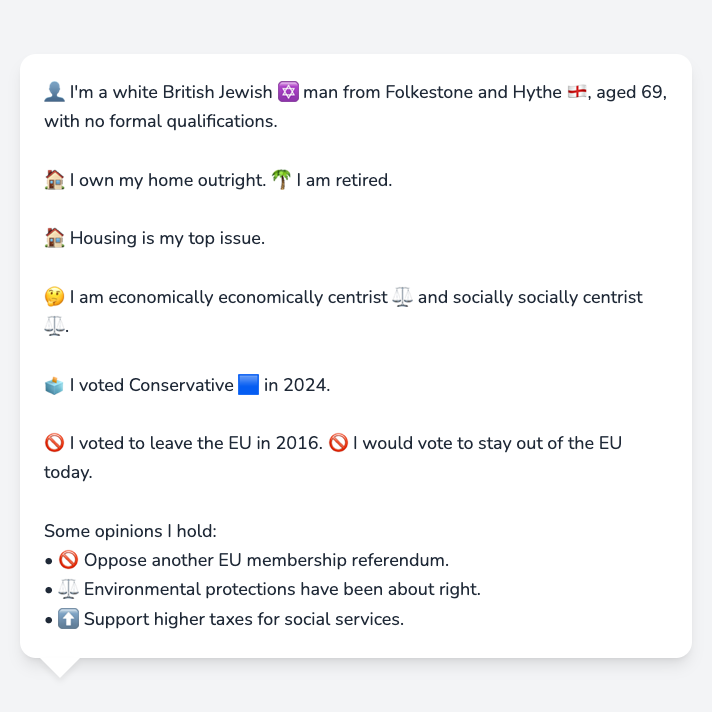 👤 I'm a white British Jewish ✡️ man from Folkestone and Hythe 🏴󠁧󠁢󠁥󠁮󠁧󠁿, aged 69,
with no formal qualifications.
🏠 I own my home outright. 🌴 I am retired.
🏠 Housing is my top issue.
🤔 I am economically economically centrist ⚖️ and socially socially centrist
⚖️.
🗳️ I voted Conservative 🟦 in 2024.
🚫 I voted to leave the EU in 2016. 🚫 I would vote to stay out of the EU
today.
Some opinions I hold:
• 🚫 Oppose another EU membership referendum.
• ⚖️ Environmental protections have been about right.
• ⬆️ Support higher taxes for social services.